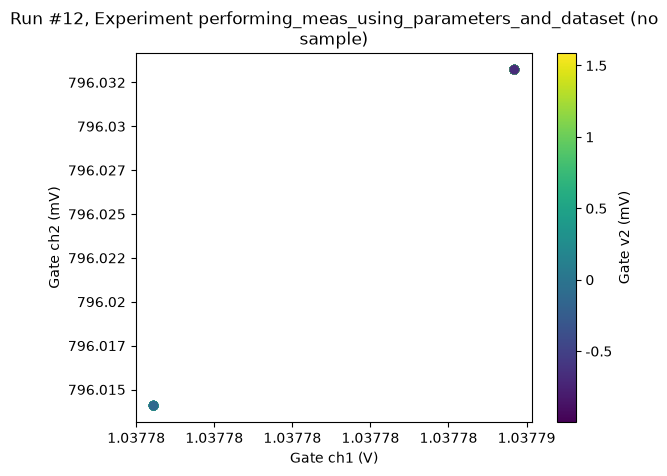 Run #12, Experiment performing_meas_using_parameters_and_dataset (no
sample)
796.032
796.03
796.027
796.025
796.022
796.02
796.017
796.015
Gate ch2 (mV)
1.03778 1.03778 1.03778 1.03778 1.03778 1.03779
Gate ch1 (V)
1.5
1
0.5
0
-0.5
Gate v2 (mV)